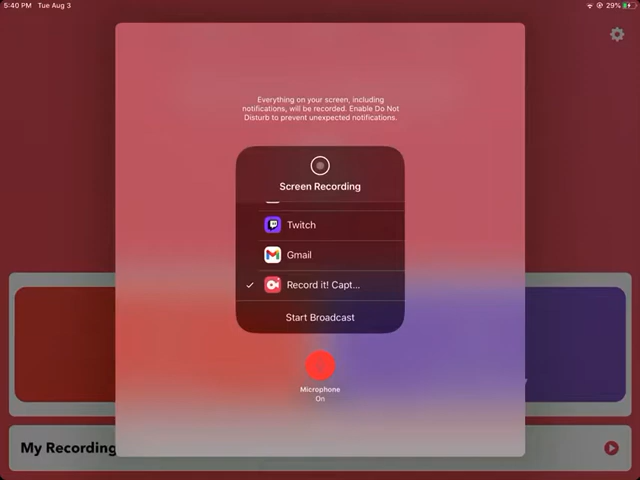 5:40 PM Tue Aug 3
29%
Everything on your screen, including
notifications, will be recorded. Enable Do Not
Disturb to prevent unexpected notifications.
Screen Recording
Twitch
Gmail
Record it! Capt...
Start Broadcast
Microphone
On
My Recording